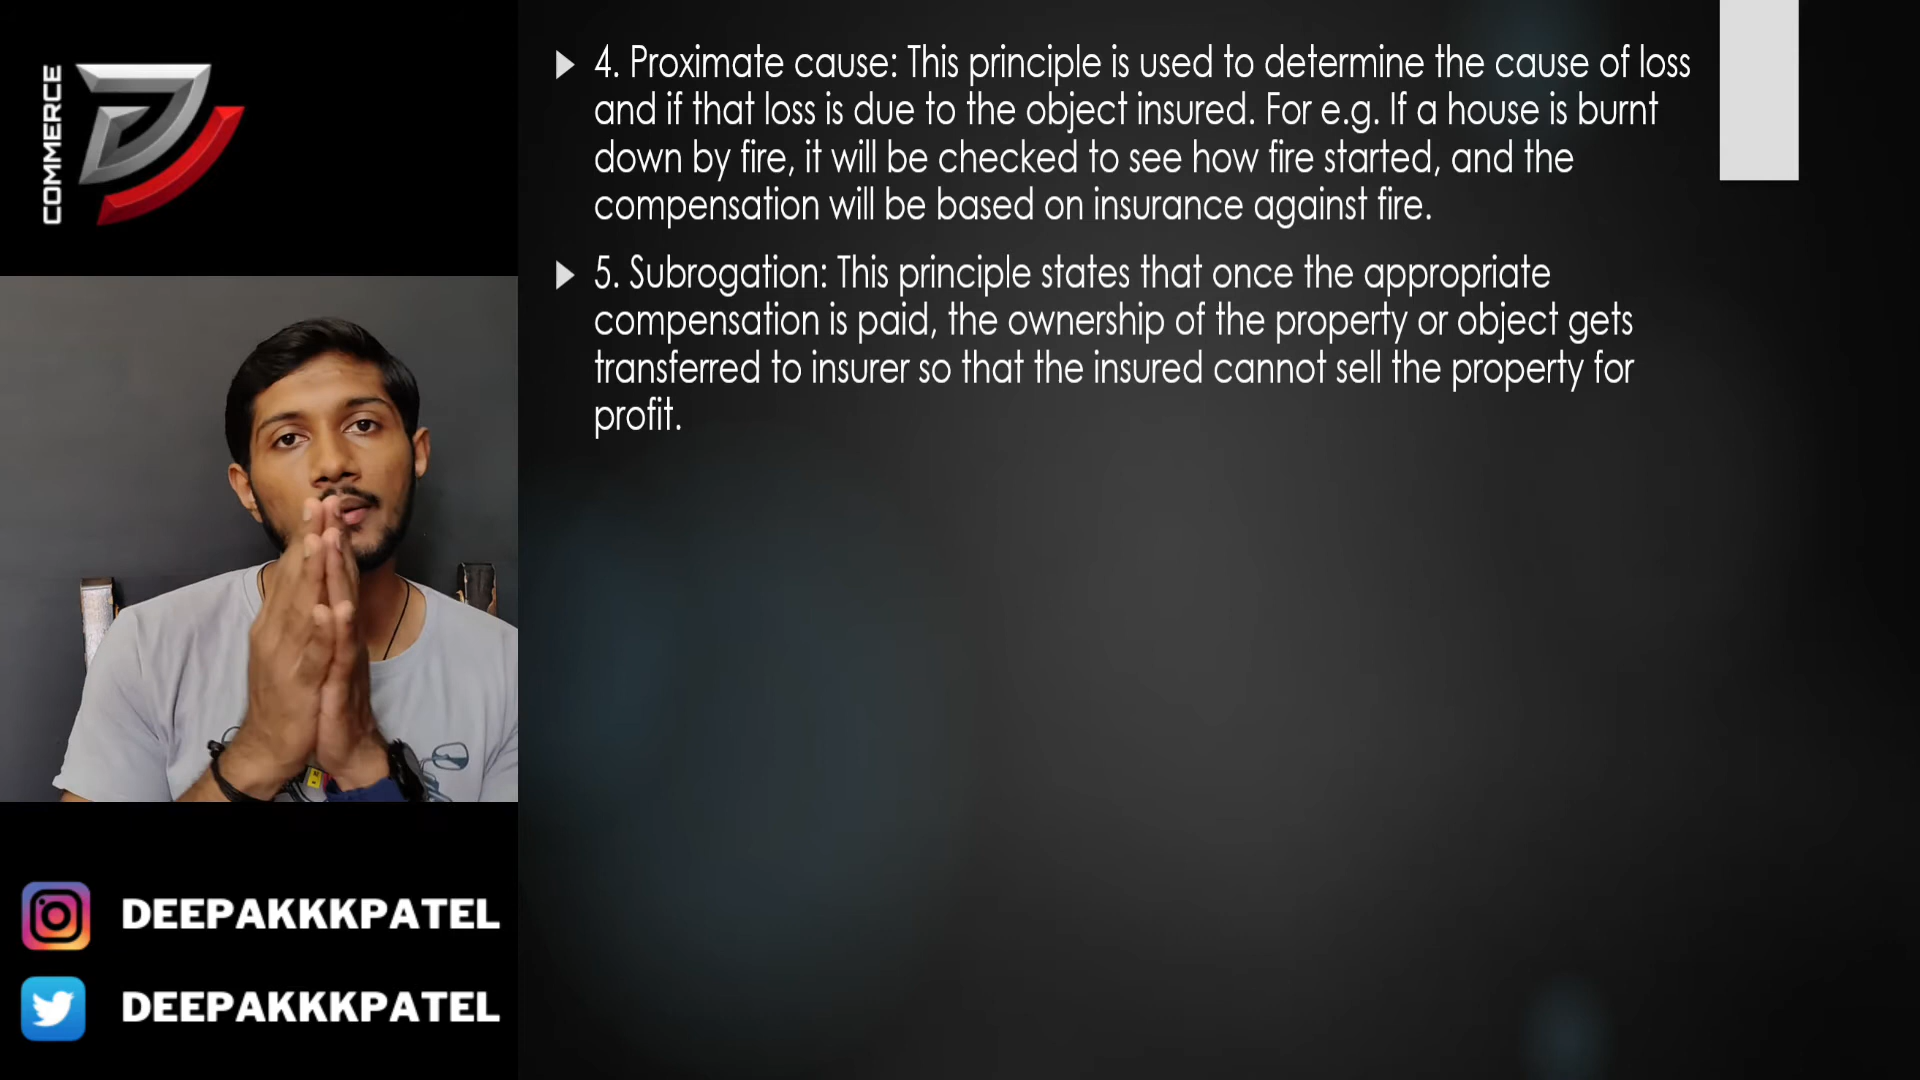 COMMERCE
4. Proximate cause: This principle is used to determine the cause of loss
and if that loss is due to the object insured. For e.g. If a house is burnt
down by fire, it will be checked to see how fire started, and the
compensation will be based on insurance against fire.
5. Subrogation: This principle states that once the appropriate
compensation is paid, the ownership of the property or object gets
transferred to insurer so that the insured cannot sell the property for
profit.
DEEPAKKKPATEL
DEEPAKKKPATEL